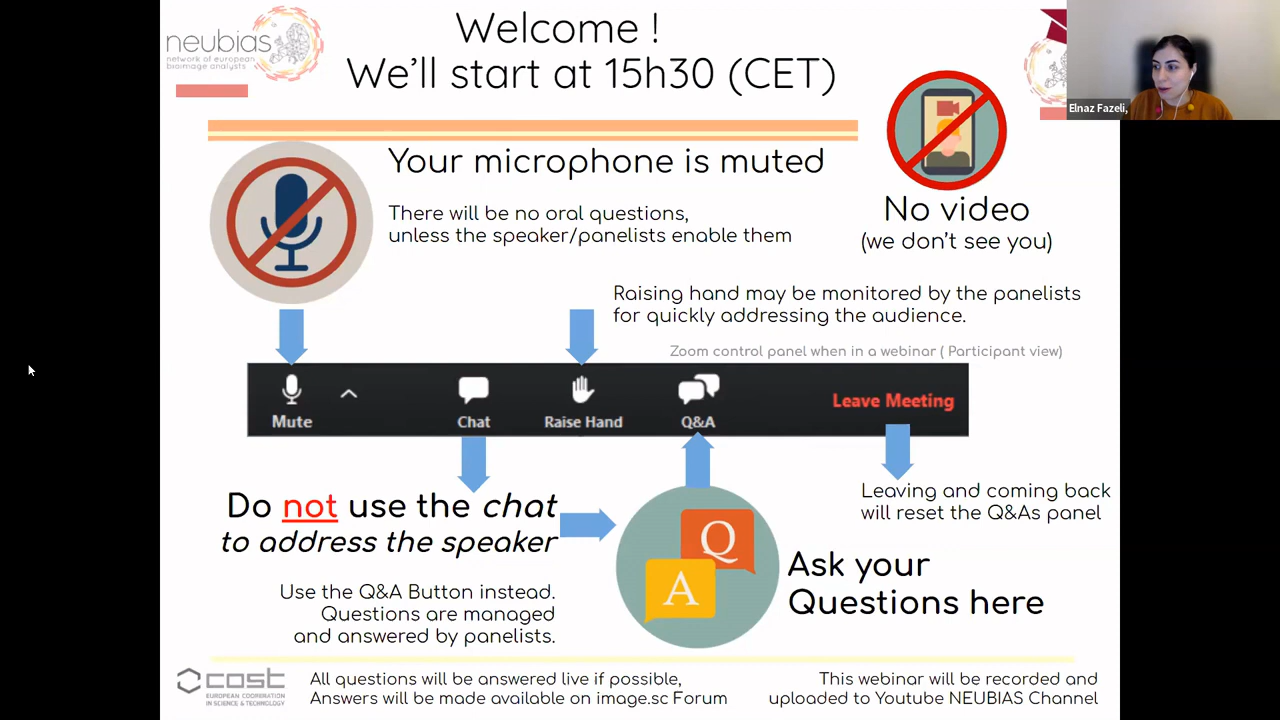 neubias
network of european
bioimage analysts
Welcome !
We'll start at 15h30 (CET)
Elnaz Fazeli,
Your microphone is muted
There will be no oral questions,
unless the speaker/panelists enable them
No video
(we don't see you)
Raising hand may be monitored by the panelists
for quickly addressing the audience.
Zoom control panel when in a webinar ( Participant view)
Mute
Chat
Raise Hand
Q&A
Leave Meeting
Do not use the chat
to address the speaker
Use the Q&A Button instead.
Questions are managed
and answered by panelists.
Q
A
Leaving and coming back
will reset the Q&As panel
Ask your
Questions here
cost
EUROPEAN COOPERATION
IN SCIENCE & TECHNOLOGY
All questions will be answered live if possible,
Answers will be made available on image.sc Forum
This webinar will be recorded and
uploaded to Youtube NEUBIAS Channel